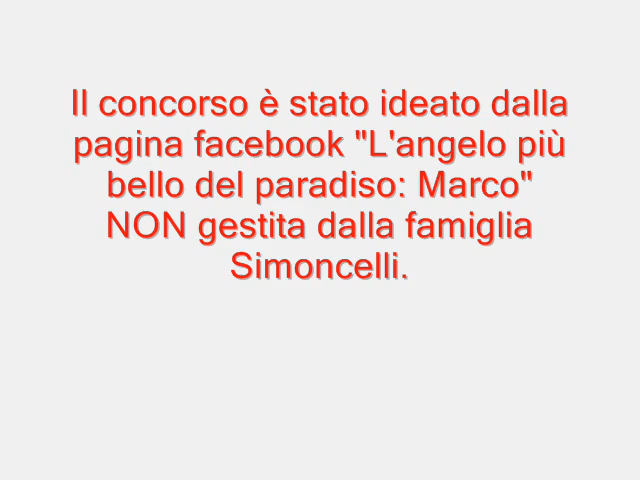 Il concorso è stato ideato dalla
pagina facebook "L'angelo più
bello del paradiso: Marco"
NON gestita dalla famiglia
Simoncelli.